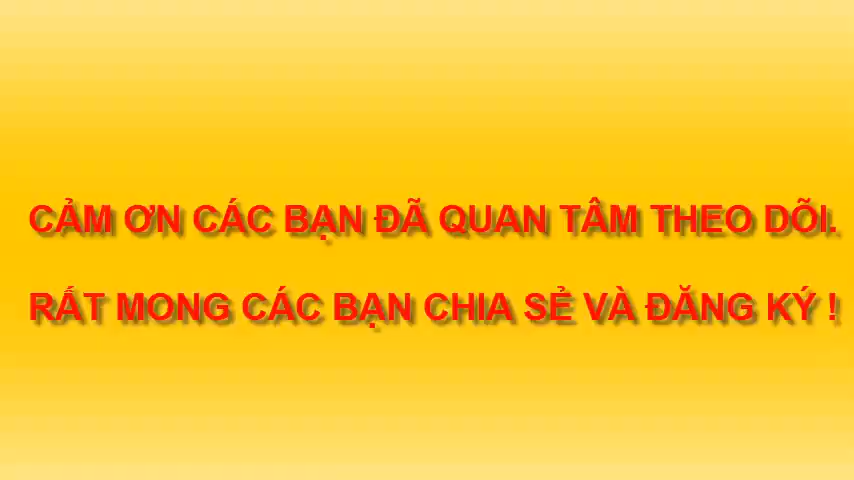 CẢM ƠN CÁC BẠN ĐÃ QUAN TÂM THEO DÕI.
RẤT MONG CÁC BẠN CHIA SẺ VÀ ĐĂNG KÝ !